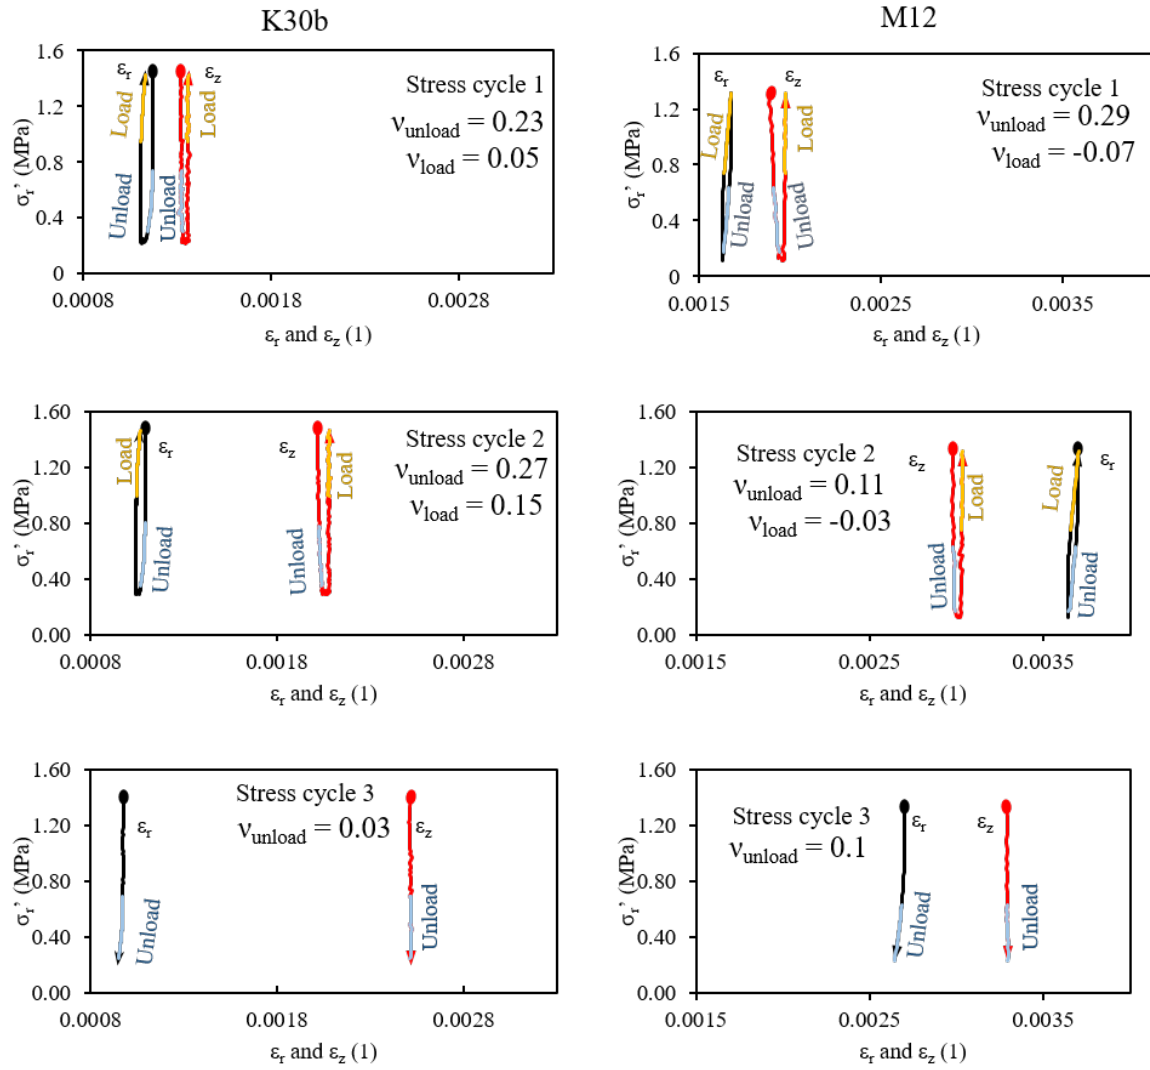 K30b
M12
1.6
1.2
0.8
0.4
0
σr' (MPa)
εr
εz
Load
Load
Unload
Unload
Stress cycle 1
νunload = 0.23
νload = 0.05
0.0008
0.0018
0.0028
εr and εz (1)
1.6
1.2
0.8
0.4
0
σr' (MPa)
εr
εz
Load
Load
Unload
Unload
Stress cycle 1
νunload = 0.29
νload = -0.07
0.0015
0.0025
0.0035
εr and εz (1)
1.60
1.20
0.80
0.40
0.00
σr' (MPa)
Load
εr
εz
Load
Unload
Unload
Stress cycle 2
νunload = 0.27
νload = 0.15
0.0008
0.0018
0.0028
εr and εz (1)
1.60
1.20
0.80
0.40
0.00
σr' (MPa)
Stress cycle 2
νunload = 0.11
νload = -0.03
εz
Load
Load
εr
Unload
Unload
0.0015
0.0025
0.0035
εr and εz (1)
1.60
1.20
0.80
0.40
0.00
σr' (MPa)
εr
Unload
Stress cycle 3
νunload = 0.03
εz
Unload
0.0008
0.0018
0.0028
εr and εz (1)
1.60
1.20
0.80
0.40
0.00
σr' (MPa)
Stress cycle 3
νunload = 0.1
εr
εz
Unload
Unload
0.0015
0.0025
0.0035
εr and εz (1)